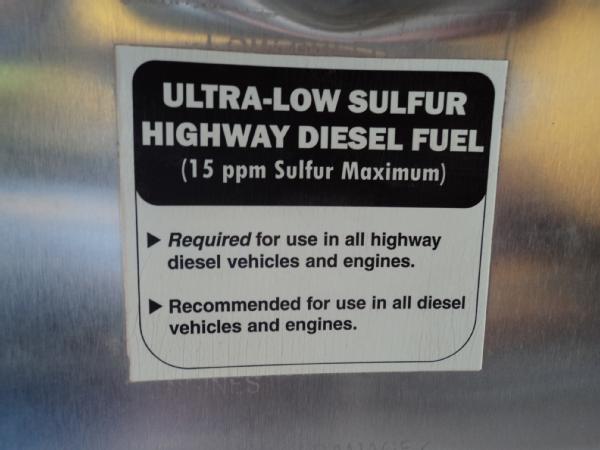 ULTRA-LOW SULFUR
HIGHWAY DIESEL FUEL
(15 ppm Sulfur Maximum)
▶ Required for use in all highway
diesel vehicles and engines.
▶ Recommended for use in all diesel
vehicles and engines.
ENGINES